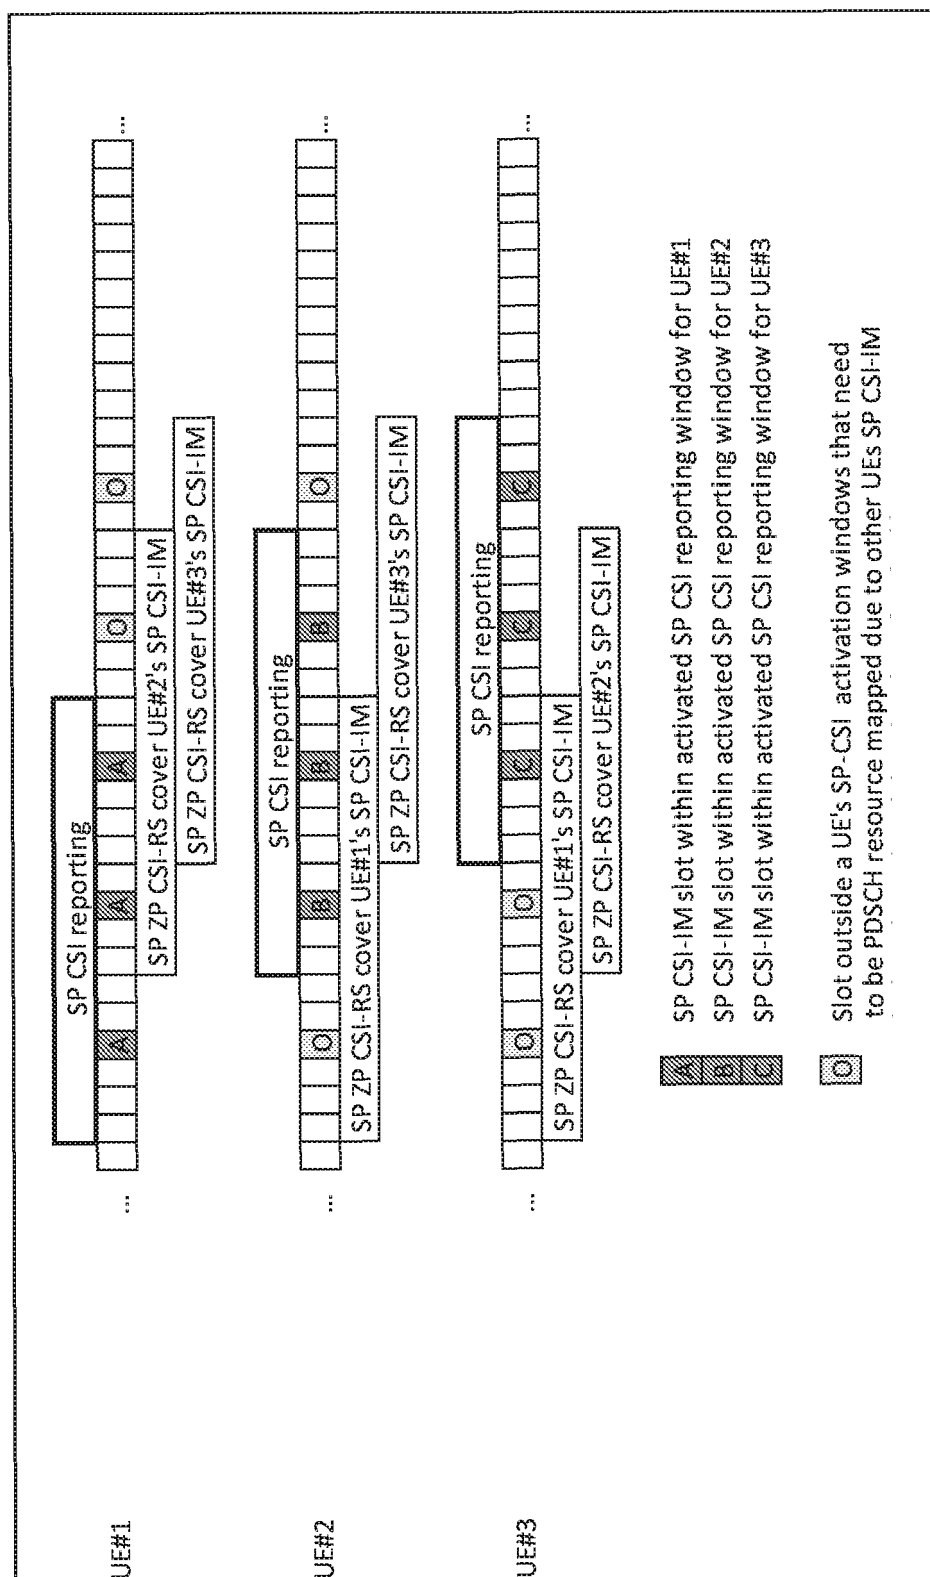 UE#1
SP CSI reporting
... A A A O O ...
SP ZP CSI-RS cover UE#2's SP CSI-IM
SP ZP CSI-RS cover UE#3's SP CSI-IM
UE#2
SP CSI reporting
... O B B B O ...
SP ZP CSI-RS cover UE#1's SP CSI-IM
SP ZP CSI-RS cover UE#3's SP CSI-IM
UE#3
SP CSI reporting
... O O C C C ...
SP ZP CSI-RS cover UE#1's SP CSI-IM
SP ZP CSI-RS cover UE#2's SP CSI-IM
A SP CSI-IM slot within activated SP CSI reporting window for UE#1
B SP CSI-IM slot within activated SP CSI reporting window for UE#2
C SP CSI-IM slot within activated SP CSI reporting window for UE#3
O Slot outside a UE's SP-CSI activation windows that need
to be PDSCH resource mapped due to other UEs SP CSI-IM